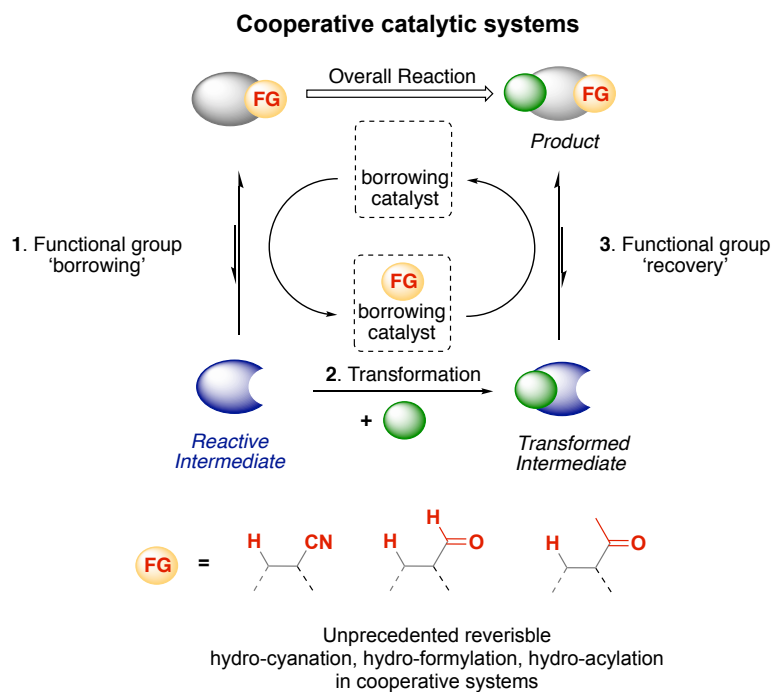 Cooperative catalytic systems
Overall Reaction
FG
FG
Product
borrowing
catalyst
1. Functional group
'borrowing'
3. Functional group
'recovery'
FG
borrowing
catalyst
2. Transformation
+
Reactive
Intermediate
Transformed
Intermediate
FG
=
H
CN
H
H
O
H
O
Unprecedented reverisble
hydro-cyanation, hydro-formylation, hydro-acylation
in cooperative systems